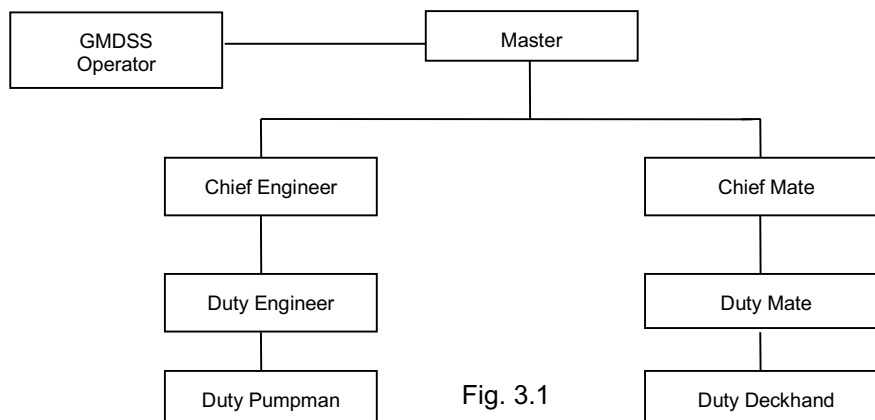 GMDSS
Operator
Master
Chief Engineer
Chief Mate
Duty Engineer
Duty Mate
Duty Pumpman
Fig. 3.1
Duty Deckhand